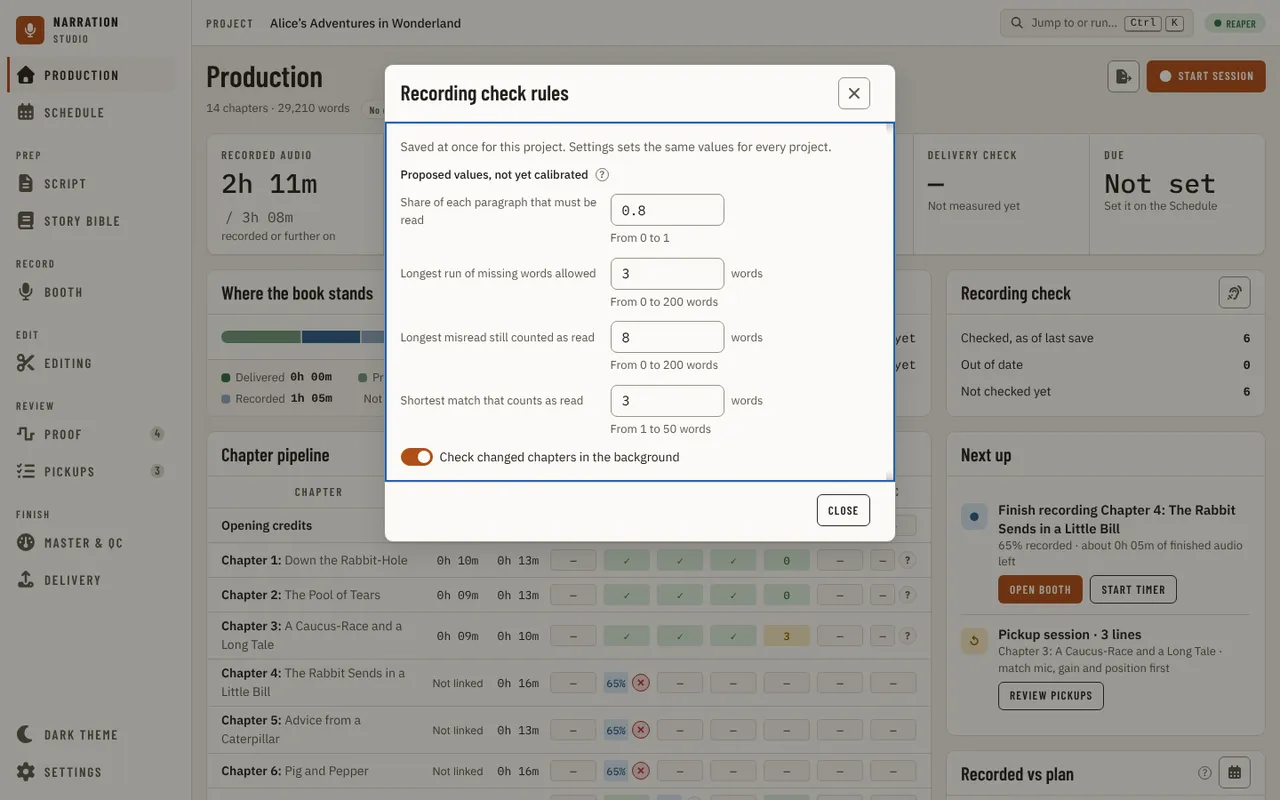 NARRATION
STUDIO
PROJECT Alice's Adventures in Wonderland
Jump to or run... Ctrl K
REAPER
PRODUCTION
SCHEDULE
PREP
SCRIPT
STORY BIBLE
RECORD
BOOTH
EDIT
EDITING
REVIEW
PROOF 4
PICKUPS 3
FINISH
MASTER & QC
DELIVERY
DARK THEME
SETTINGS
Production
14 chapters · 29,210 words No
START SESSION
RECORDED AUDIO
2h 11m
/ 3h 08m
recorded or further on
DELIVERY CHECK
—
Not measured yet
DUE
Not set
Set it on the Schedule
Recording check rules
Saved at once for this project. Settings sets the same values for every project.
Proposed values, not yet calibrated ?
Share of each paragraph that must be
read
0.8
From 0 to 1
Longest run of missing words allowed 3 words
From 0 to 200 words
Longest misread still counted as read 8 words
From 0 to 200 words
Shortest match that counts as read 3 words
From 1 to 50 words
Check changed chapters in the background
CLOSE
Where the book stands
yet
yet
Delivered 0h 00m
Recorded 1h 05m Not
Recording check
Checked, as of last save 6
Out of date 0
Not checked yet 6
Chapter pipeline
CHAPTER
Opening credits
Chapter 1: Down the Rabbit-Hole 0h 10m 0h 13m — ✓ ✓ ✓ 0 — — ?
Chapter 2: The Pool of Tears 0h 09m 0h 13m — ✓ ✓ ✓ 0 — — ?
Chapter 3: A Caucus-Race and a
Long Tale
0h 09m 0h 10m — ✓ ✓ ✓ 3 — — ?
Chapter 4: The Rabbit Sends in a
Little Bill
Not linked 0h 16m — 65% — — — — —
Chapter 5: Advice from a
Caterpillar
Not linked 0h 13m — 65% — — — — —
Chapter 6: Pig and Pepper Not linked 0h 16m — 65% — — — — —
Next up
Finish recording Chapter 4: The Rabbit
Sends in a Little Bill
65% recorded · about 0h 05m of finished audio
left
OPEN BOOTH START TIMER
Pickup session · 3 lines
Chapter 3: A Caucus-Race and a Long Tale ·
match mic, gain and position first
REVIEW PICKUPS
Recorded vs plan ?